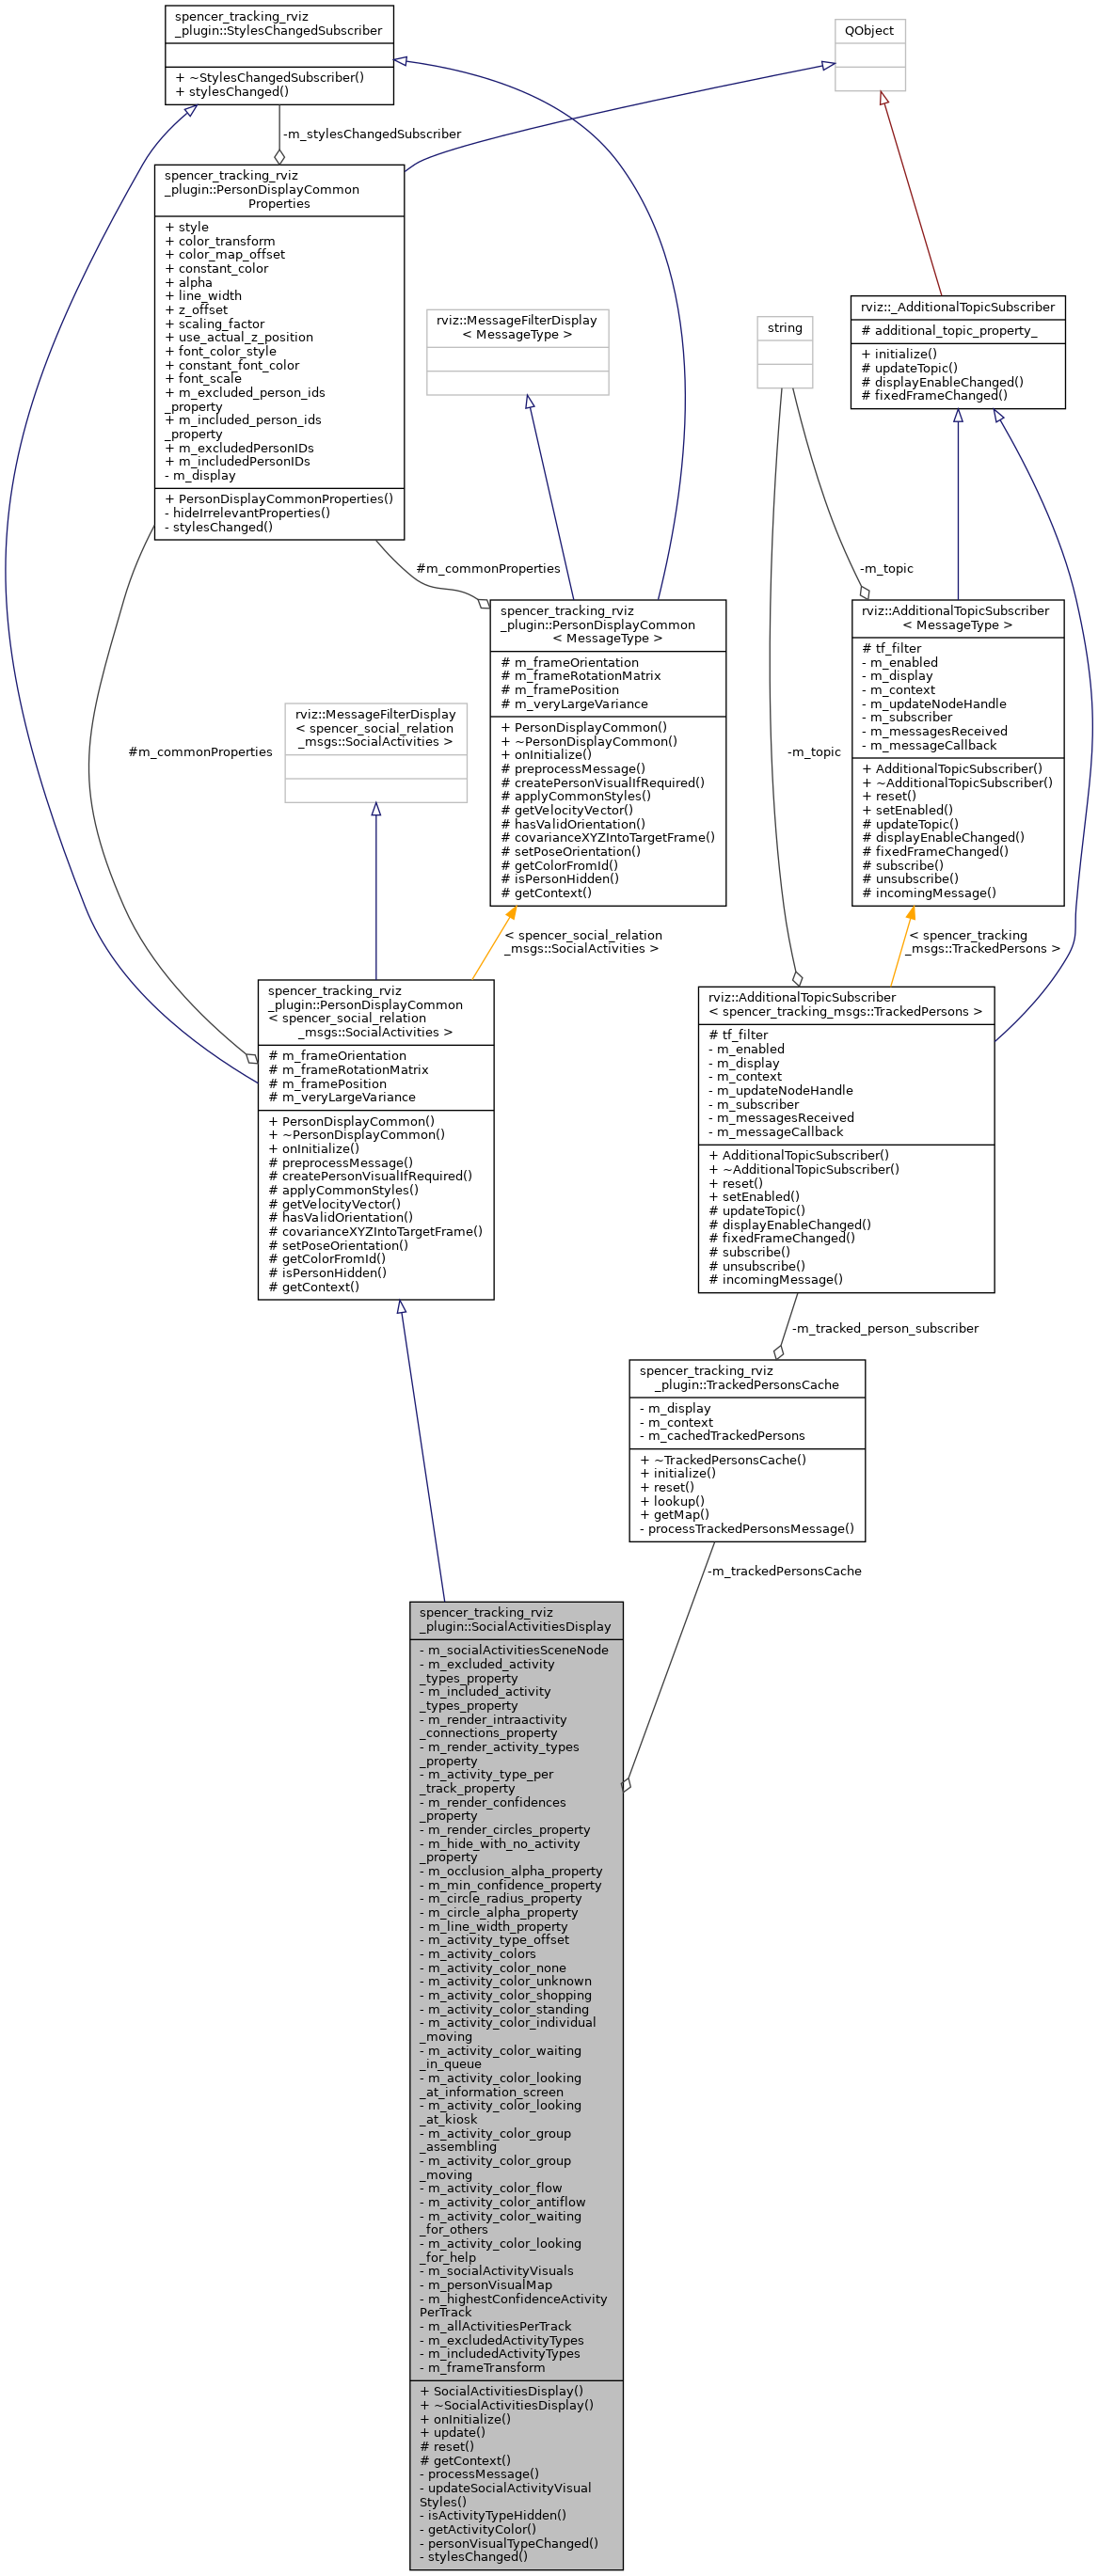 spencer_tracking_rviz
_plugin::StylesChangedSubscriber
+ ~StylesChangedSubscriber()
+ stylesChanged()
QObject
-m_stylesChangedSubscriber
spencer_tracking_rviz
_plugin::PersonDisplayCommon
Properties
+ style
+ color_transform
+ color_map_offset
+ constant_color
+ alpha
+ line_width
+ z_offset
+ scaling_factor
+ use_actual_z_position
+ font_color_style
+ constant_font_color
+ font_scale
+ m_excluded_person_ids
_property
+ m_included_person_ids
_property
+ m_excludedPersonIDs
+ m_includedPersonIDs
- m_display
+ PersonDisplayCommonProperties()
- hideIrrelevantProperties()
- stylesChanged()
rviz::MessageFilterDisplay
< MessageType >
string
rviz::_AdditionalTopicSubscriber
# additional_topic_property_
+ initialize()
# updateTopic()
# displayEnableChanged()
# fixedFrameChanged()
#m_commonProperties
-m_topic
spencer_tracking_rviz
_plugin::PersonDisplayCommon
< MessageType >
# m_frameOrientation
# m_frameRotationMatrix
# m_framePosition
# m_veryLargeVariance
+ PersonDisplayCommon()
+ ~PersonDisplayCommon()
+ onInitialize()
# preprocessMessage()
# createPersonVisualIfRequired()
# applyCommonStyles()
# getVelocityVector()
# hasValidOrientation()
# covarianceXYZIntoTargetFrame()
# setPoseOrientation()
# getColorFromId()
# isPersonHidden()
# getContext()
rviz::AdditionalTopicSubscriber
< MessageType >
# tf_filter
- m_enabled
- m_display
- m_context
- m_updateNodeHandle
- m_subscriber
- m_messagesReceived
- m_messageCallback
+ AdditionalTopicSubscriber()
+ ~AdditionalTopicSubscriber()
+ reset()
+ setEnabled()
# updateTopic()
# displayEnableChanged()
# fixedFrameChanged()
# subscribe()
# unsubscribe()
# incomingMessage()
rviz::MessageFilterDisplay
< spencer_social_relation
_msgs::SocialActivities >
#m_commonProperties
-m_topic
< spencer_social_relation
_msgs::SocialActivities >
< spencer_tracking
_msgs::TrackedPersons >
spencer_tracking_rviz
_plugin::PersonDisplayCommon
< spencer_social_relation
_msgs::SocialActivities >
# m_frameOrientation
# m_frameRotationMatrix
# m_framePosition
# m_veryLargeVariance
+ PersonDisplayCommon()
+ ~PersonDisplayCommon()
+ onInitialize()
# preprocessMessage()
# createPersonVisualIfRequired()
# applyCommonStyles()
# getVelocityVector()
# hasValidOrientation()
# covarianceXYZIntoTargetFrame()
# setPoseOrientation()
# getColorFromId()
# isPersonHidden()
# getContext()
rviz::AdditionalTopicSubscriber
< spencer_tracking_msgs::TrackedPersons >
# tf_filter
- m_enabled
- m_display
- m_context
- m_updateNodeHandle
- m_subscriber
- m_messagesReceived
- m_messageCallback
+ AdditionalTopicSubscriber()
+ ~AdditionalTopicSubscriber()
+ reset()
+ setEnabled()
# updateTopic()
# displayEnableChanged()
# fixedFrameChanged()
# subscribe()
# unsubscribe()
# incomingMessage()
-m_tracked_person_subscriber
spencer_tracking_rviz
_plugin::TrackedPersonsCache
- m_display
- m_context
- m_cachedTrackedPersons
+ ~TrackedPersonsCache()
+ initialize()
+ reset()
+ lookup()
+ getMap()
- processTrackedPersonsMessage()
-m_trackedPersonsCache
spencer_tracking_rviz
_plugin::SocialActivitiesDisplay
- m_socialActivitiesSceneNode
- m_excluded_activity
_types_property
- m_included_activity
_types_property
- m_render_intraactivity
_connections_property
- m_render_activity_types
_property
- m_activity_type_per
_track_property
- m_render_confidences
_property
- m_render_circles_property
- m_hide_with_no_activity
_property
- m_occlusion_alpha_property
- m_min_confidence_property
- m_circle_radius_property
- m_circle_alpha_property
- m_line_width_property
- m_activity_type_offset
- m_activity_colors
- m_activity_color_none
- m_activity_color_unknown
- m_activity_color_shopping
- m_activity_color_standing
- m_activity_color_individual
_moving
- m_activity_color_waiting
_in_queue
- m_activity_color_looking
_at_information_screen
- m_activity_color_looking
_at_kiosk
- m_activity_color_group
_assembling
- m_activity_color_group
_moving
- m_activity_color_flow
- m_activity_color_antiflow
- m_activity_color_waiting
_for_others
- m_activity_color_looking
_for_help
- m_socialActivityVisuals
- m_personVisualMap
- m_highestConfidenceActivity
PerTrack
- m_allActivitiesPerTrack
- m_excludedActivityTypes
- m_includedActivityTypes
- m_frameTransform
+ SocialActivitiesDisplay()
+ ~SocialActivitiesDisplay()
+ onInitialize()
+ update()
# reset()
# getContext()
- processMessage()
- updateSocialActivityVisual
Styles()
- isActivityTypeHidden()
- getActivityColor()
- personVisualTypeChanged()
- stylesChanged()